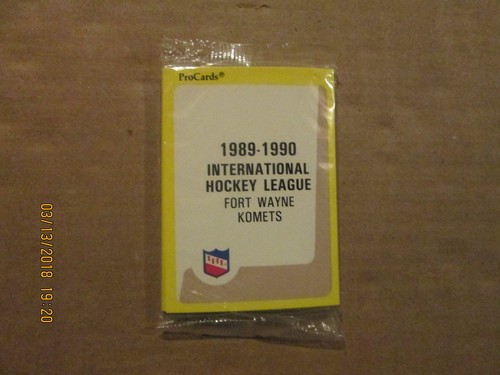 ProCards®
1989-1990
INTERNATIONAL
HOCKEY LEAGUE
FORT WAYNE
KOMETS
03/13/2018 19:20